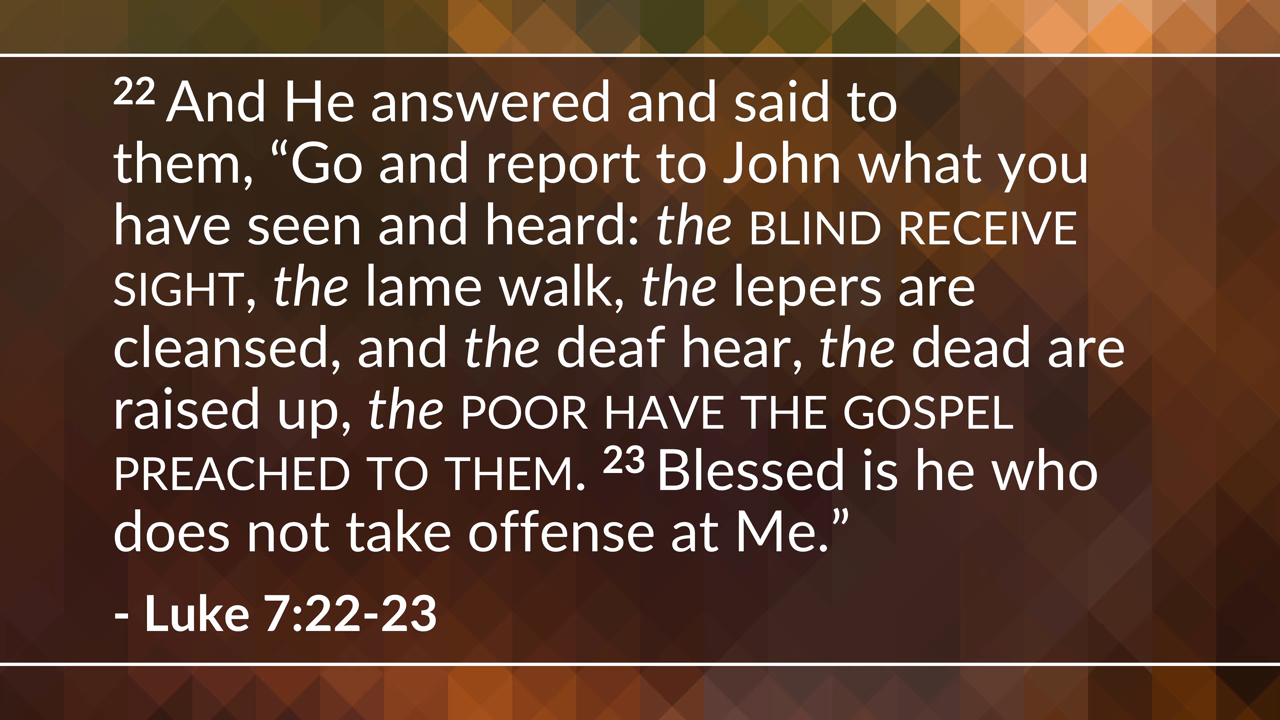 22 And He answered and said to
them, “Go and report to John what you
have seen and heard: the BLIND RECEIVE
SIGHT, the lame walk, the lepers are
cleansed, and the deaf hear, the dead are
raised up, the POOR HAVE THE GOSPEL
PREACHED TO THEM. 23 Blessed is he who
does not take offense at Me.”
- Luke 7:22-23